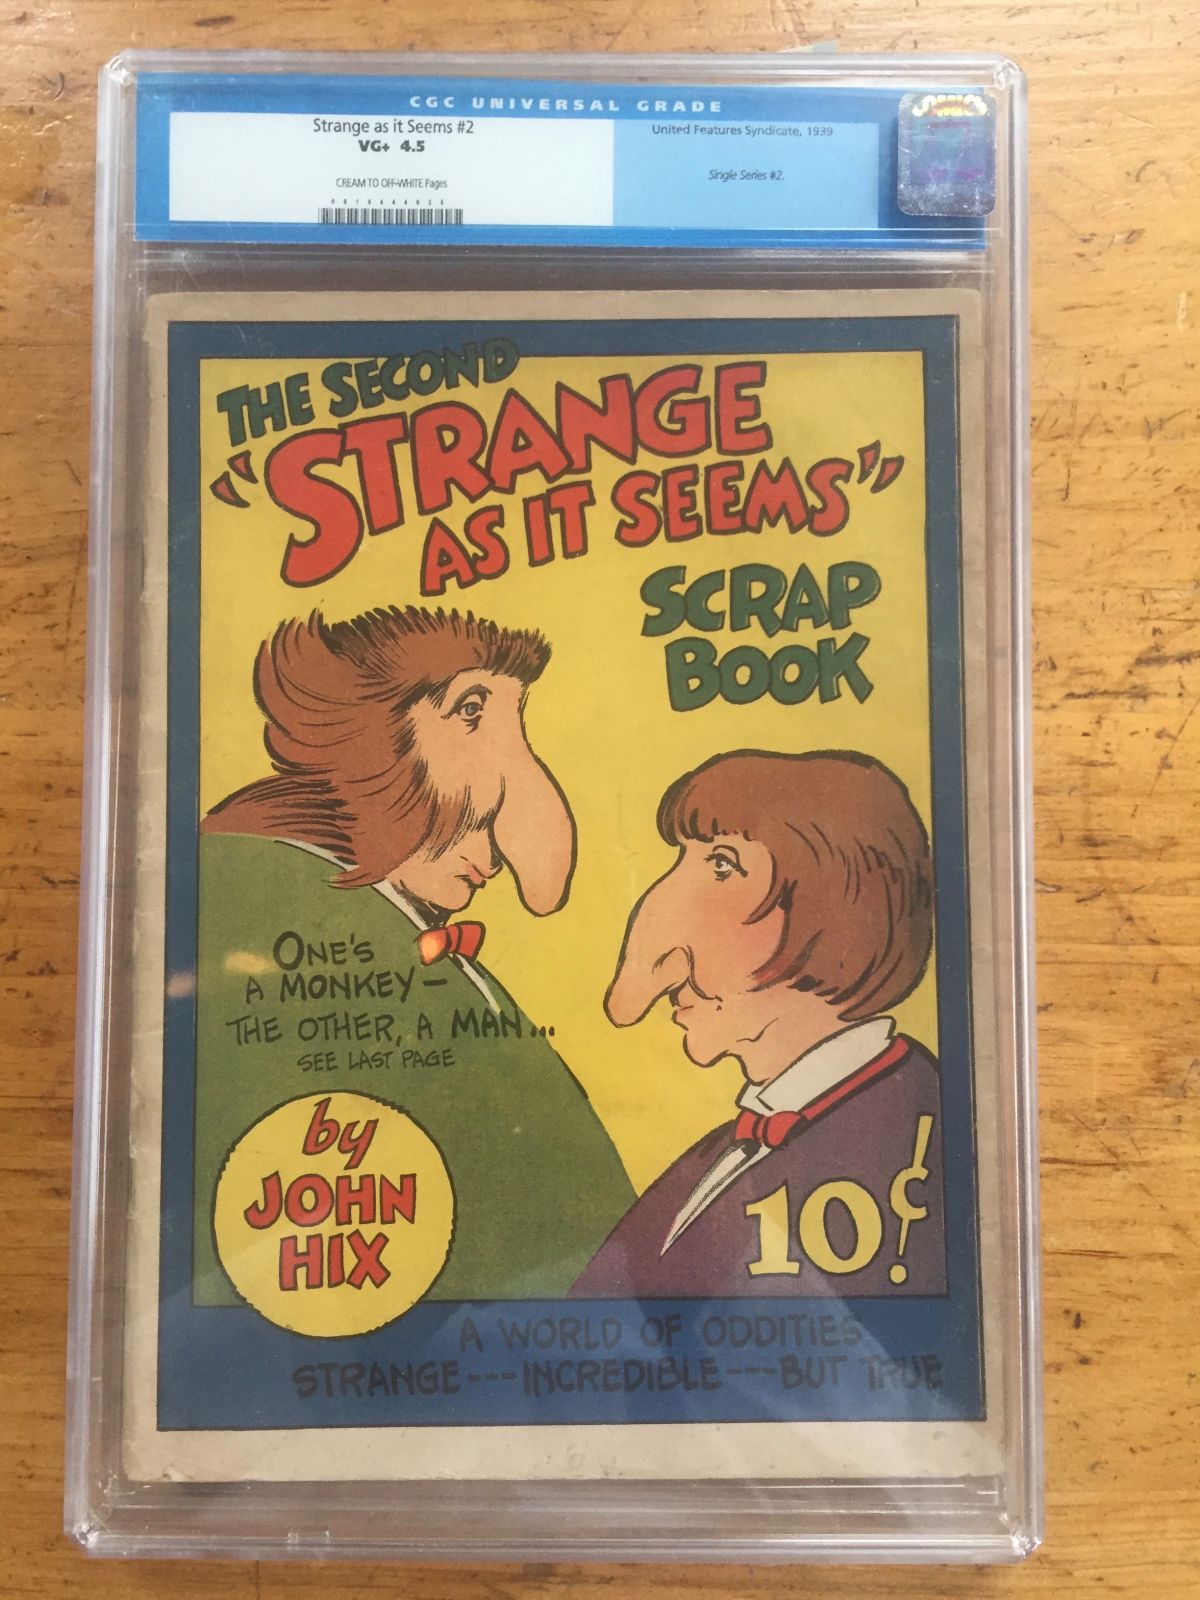 CGC UNIVERSAL GRADE
Strange as it Seems #2
VG+ 4.5
CREAM TO OFF-WHITE Pages
United Features Syndicate, 1939
Single Series #2.
THE SECOND
"STRANGE
AS IT SEEMS"
SCRAP
BOOK
ONE'S
A MONKEY—
THE OTHER, A MAN...
SEE LAST PAGE
by
JOHN
HIX
10¢
A WORLD OF ODDITIES
STRANGE---INCREDIBLE---BUT TRUE